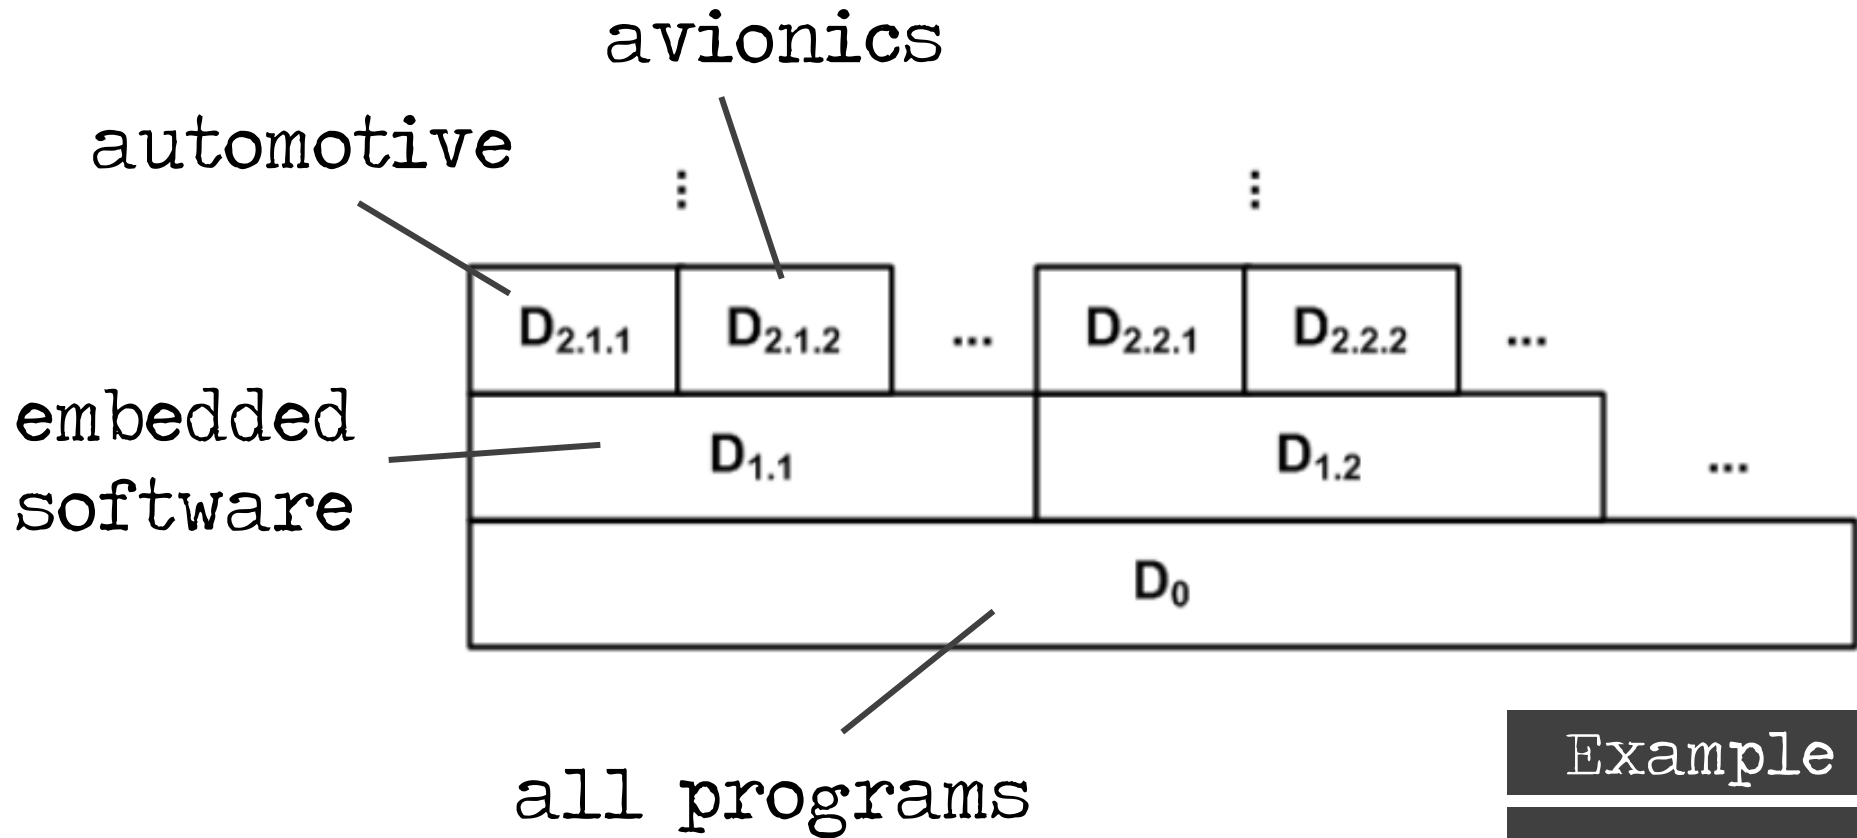 avionics
automotive
⋮ ⋮
D₂.₁.₁ D₂.₁.₂ ... D₂.₂.₁ D₂.₂.₂ ...
embedded
software
D₁.₁ D₁.₂ ...
D₀
all programs
Example